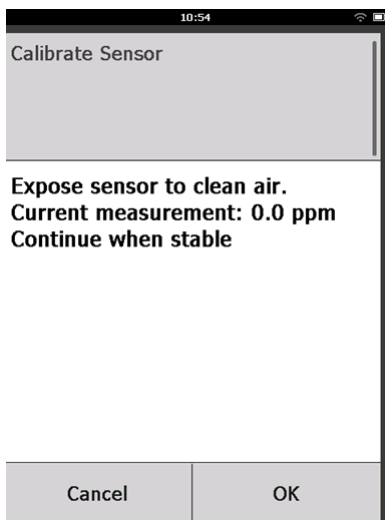 10:54
Calibrate Sensor
Expose sensor to clean air.
Current measurement: 0.0 ppm
Continue when stable
Cancel
OK